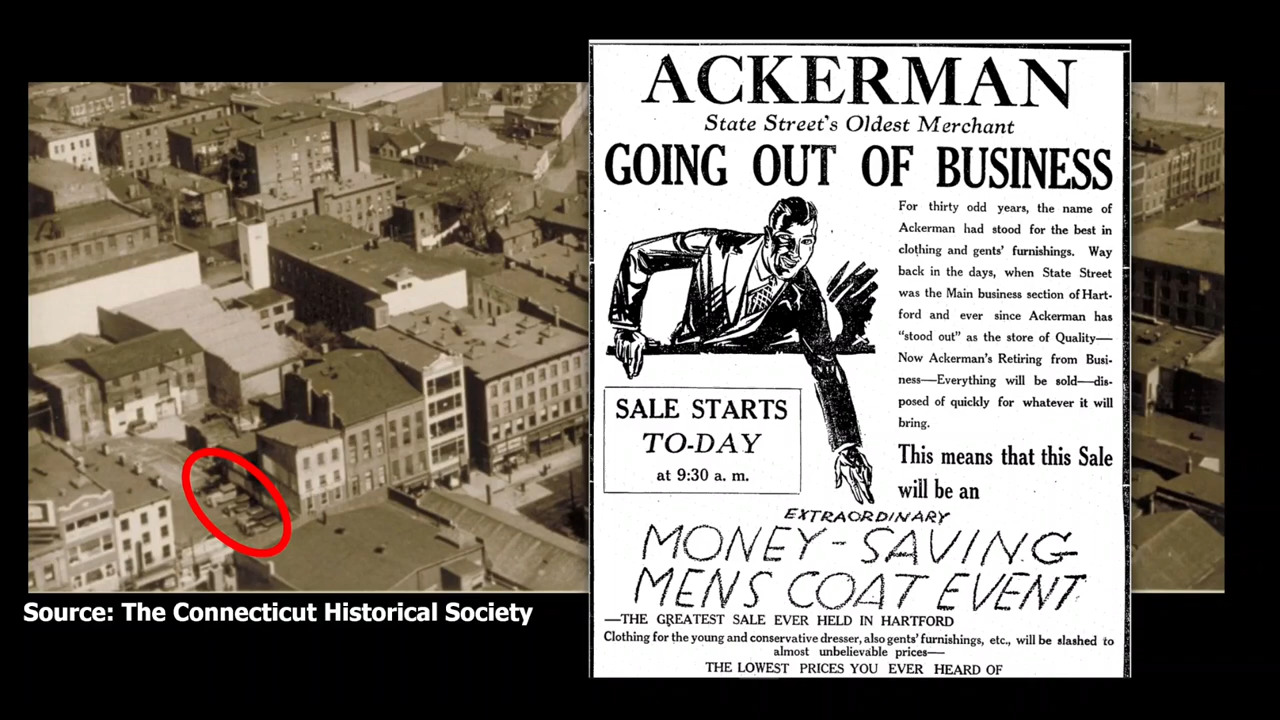 ACKERMAN
State Street's Oldest Merchant
GOING OUT OF BUSINESS
For thirty odd years, the name of
Ackerman had stood for the best in
clothing and gents' furnishings. Way
back in the days, when State Street
was the Main business section of Hart-
ford and ever since Ackerman has
"stood out" as the store of Quality—
Now Ackerman's Retiring from Busi-
ness—Everything will be sold—dis-
posed of quickly for whatever it will
bring.
SALE STARTS
TO-DAY
at 9:30 a. m.
This means that this Sale
will be an
EXTRAORDINARY
MONEY-SAVING
MENS COAT EVENT
—THE GREATEST SALE EVER HELD IN HARTFORD
Clothing for the young and conservative dresser, also gents' furnishings, etc., will be slashed to
almost unbelievable prices—
THE LOWEST PRICES YOU EVER HEARD OF
Source: The Connecticut Historical Society